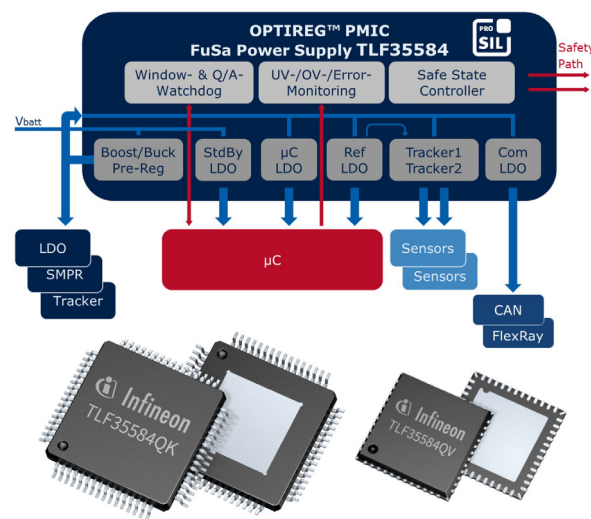 OPTIREG™ PMIC
FuSa Power Supply TLF35584
PRO
SIL
Safety
Path
Window- & Q/A-
Watchdog
UV-/OV-/Error-
Monitoring
Safe State
Controller
Vbatt
Boost/Buck
Pre-Reg
StdBy
LDO
µC
LDO
Ref
LDO
Tracker1
Tracker2
Com
LDO
LDO
SMPR
Tracker
µC
Sensors
Sensors
CAN
FlexRay
Infineon
TLF35584QK
Infineon
TLF35584QV